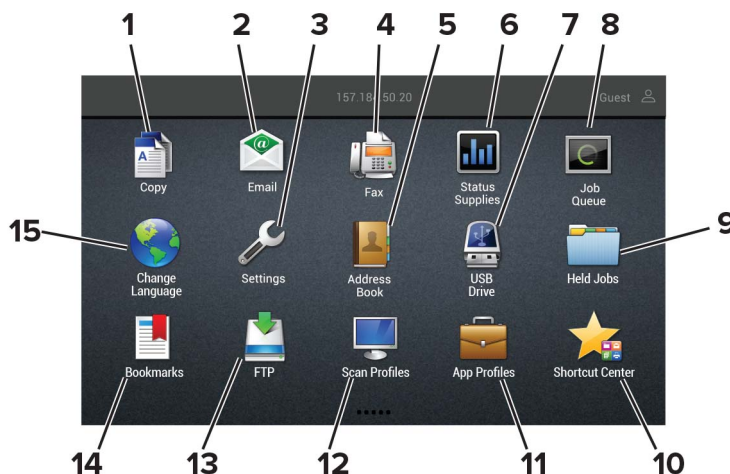 1 2 3 4 5 6 7 8
157.184.50.20 Guest
Copy Email Fax Status Supplies Job Queue
15 9
Change Language Settings Address Book USB Drive Held Jobs
Bookmarks FTP Scan Profiles App Profiles Shortcut Center
14 13 12 11 10